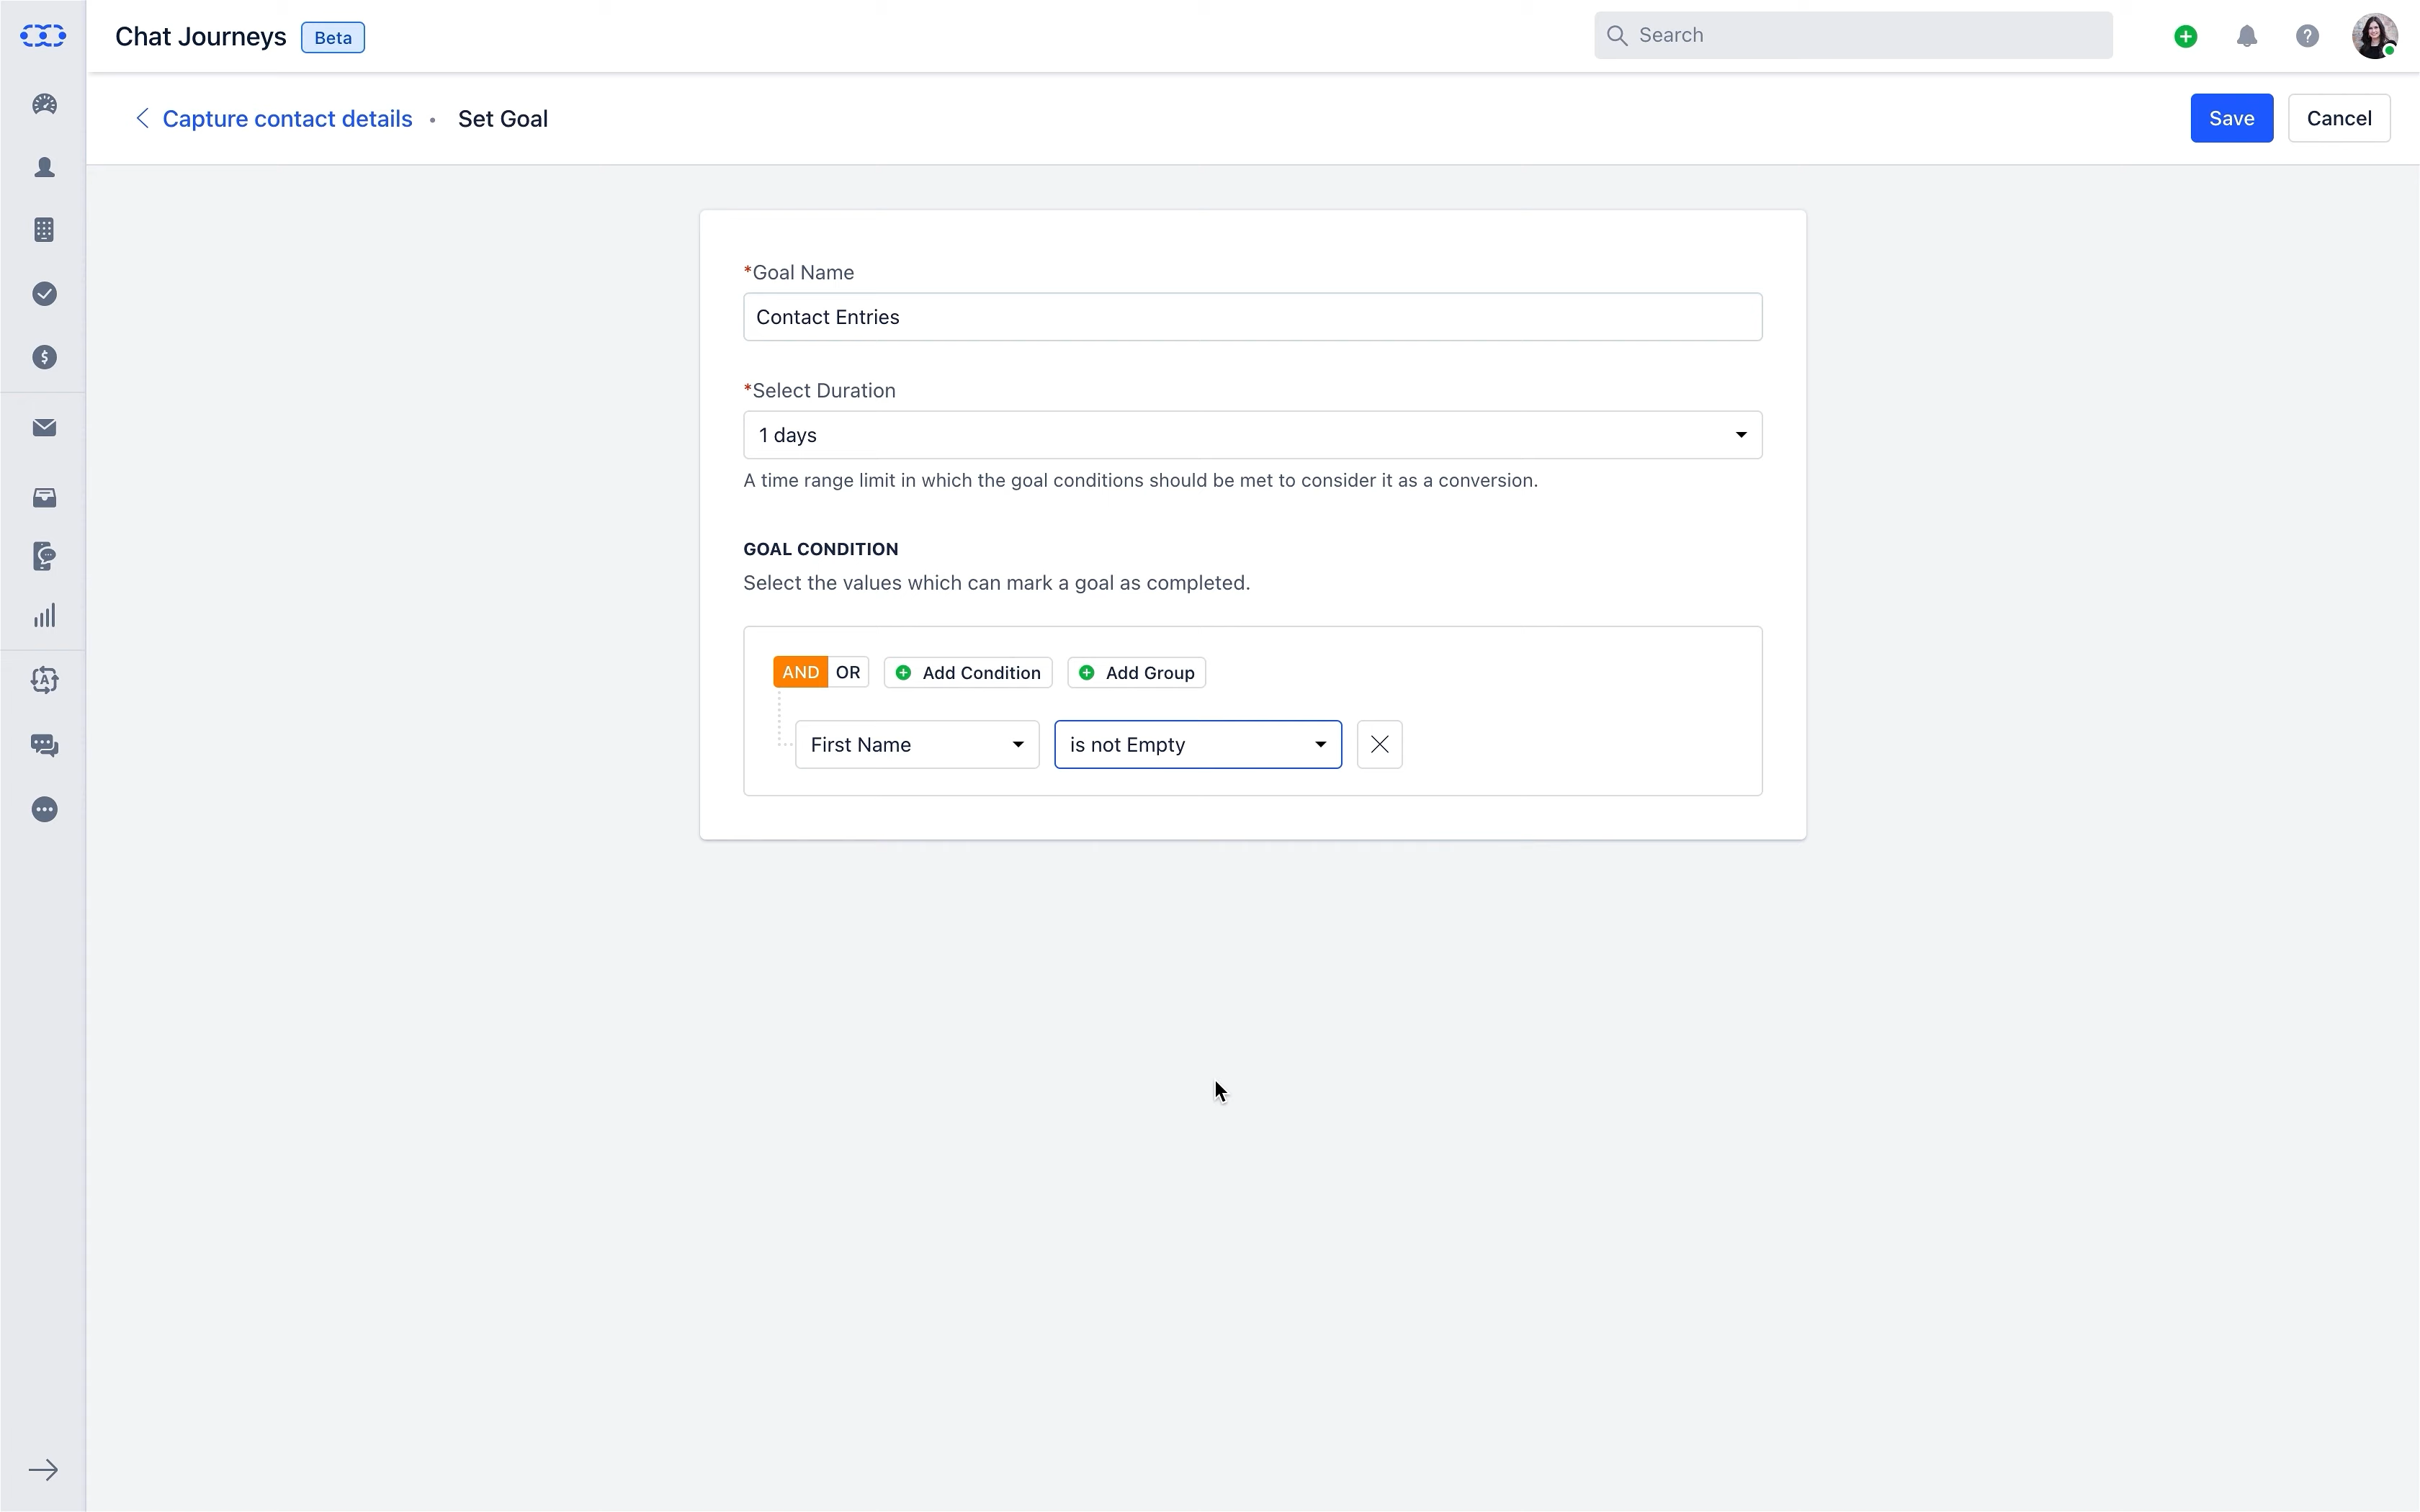 Chat Journeys
Beta
Search
Capture contact details • Set Goal
Save
Cancel
*Goal Name
Contact Entries
*Select Duration
1 days
A time range limit in which the goal conditions should be met to consider it as a conversion.
GOAL CONDITION
Select the values which can mark a goal as completed.
AND OR Add Condition Add Group
First Name is not Empty